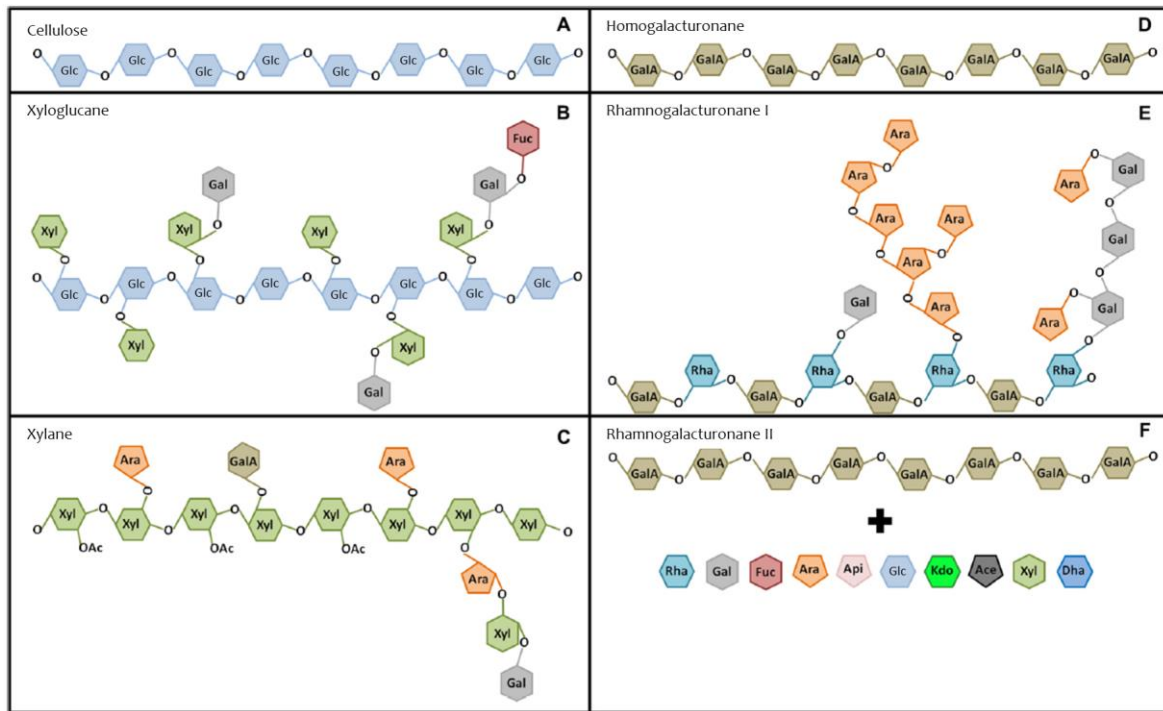 Cellulose A
O Glc O Glc O Glc O Glc O Glc O Glc O Glc O Glc O
Xyloglucane B
Fuc
O
Gal Gal
O O
Xyl Xyl Xyl Xyl
O O O O
O Glc O Glc O Glc O Glc O Glc O Glc O Glc O Glc O
O O
Xyl Xyl
O
Gal
Xylane C
Ara GalA Ara
O O O
O Xyl O Xyl O Xyl O Xyl O Xyl O Xyl O Xyl O Xyl O
OAc OAc OAc O
Ara
O
Xyl
O
Gal
Homogalacturonane D
O GalA O GalA O GalA O GalA O GalA O GalA O GalA O GalA O
Rhamnogalacturonane I E
Ara
O Gal
Ara O
Ara
O O
Ara Ara
Gal
O O
Ara
O
Gal O Ara O Gal
Ara
O O O
O GalA O Rha O GalA O Rha O GalA O Rha O GalA O Rha O
Rhamnogalacturonane II F
O GalA O GalA O GalA O GalA O GalA O GalA O GalA O GalA O
+
Rha Gal Fuc Ara Api Glc Kdo Ace Xyl Dha